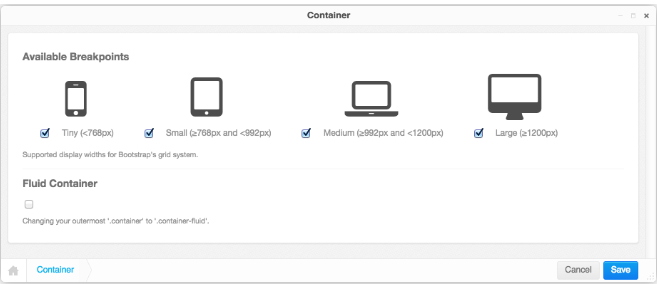 Container
Available Breakpoints
Tiny (<768px) Small (≥768px and <992px) Medium (≥992px and <1200px) Large (≥1200px)
Supported display widths for Bootstrap's grid system.
Fluid Container
Changing your outermost '.container' to '.container-fluid'.
Container Cancel Save